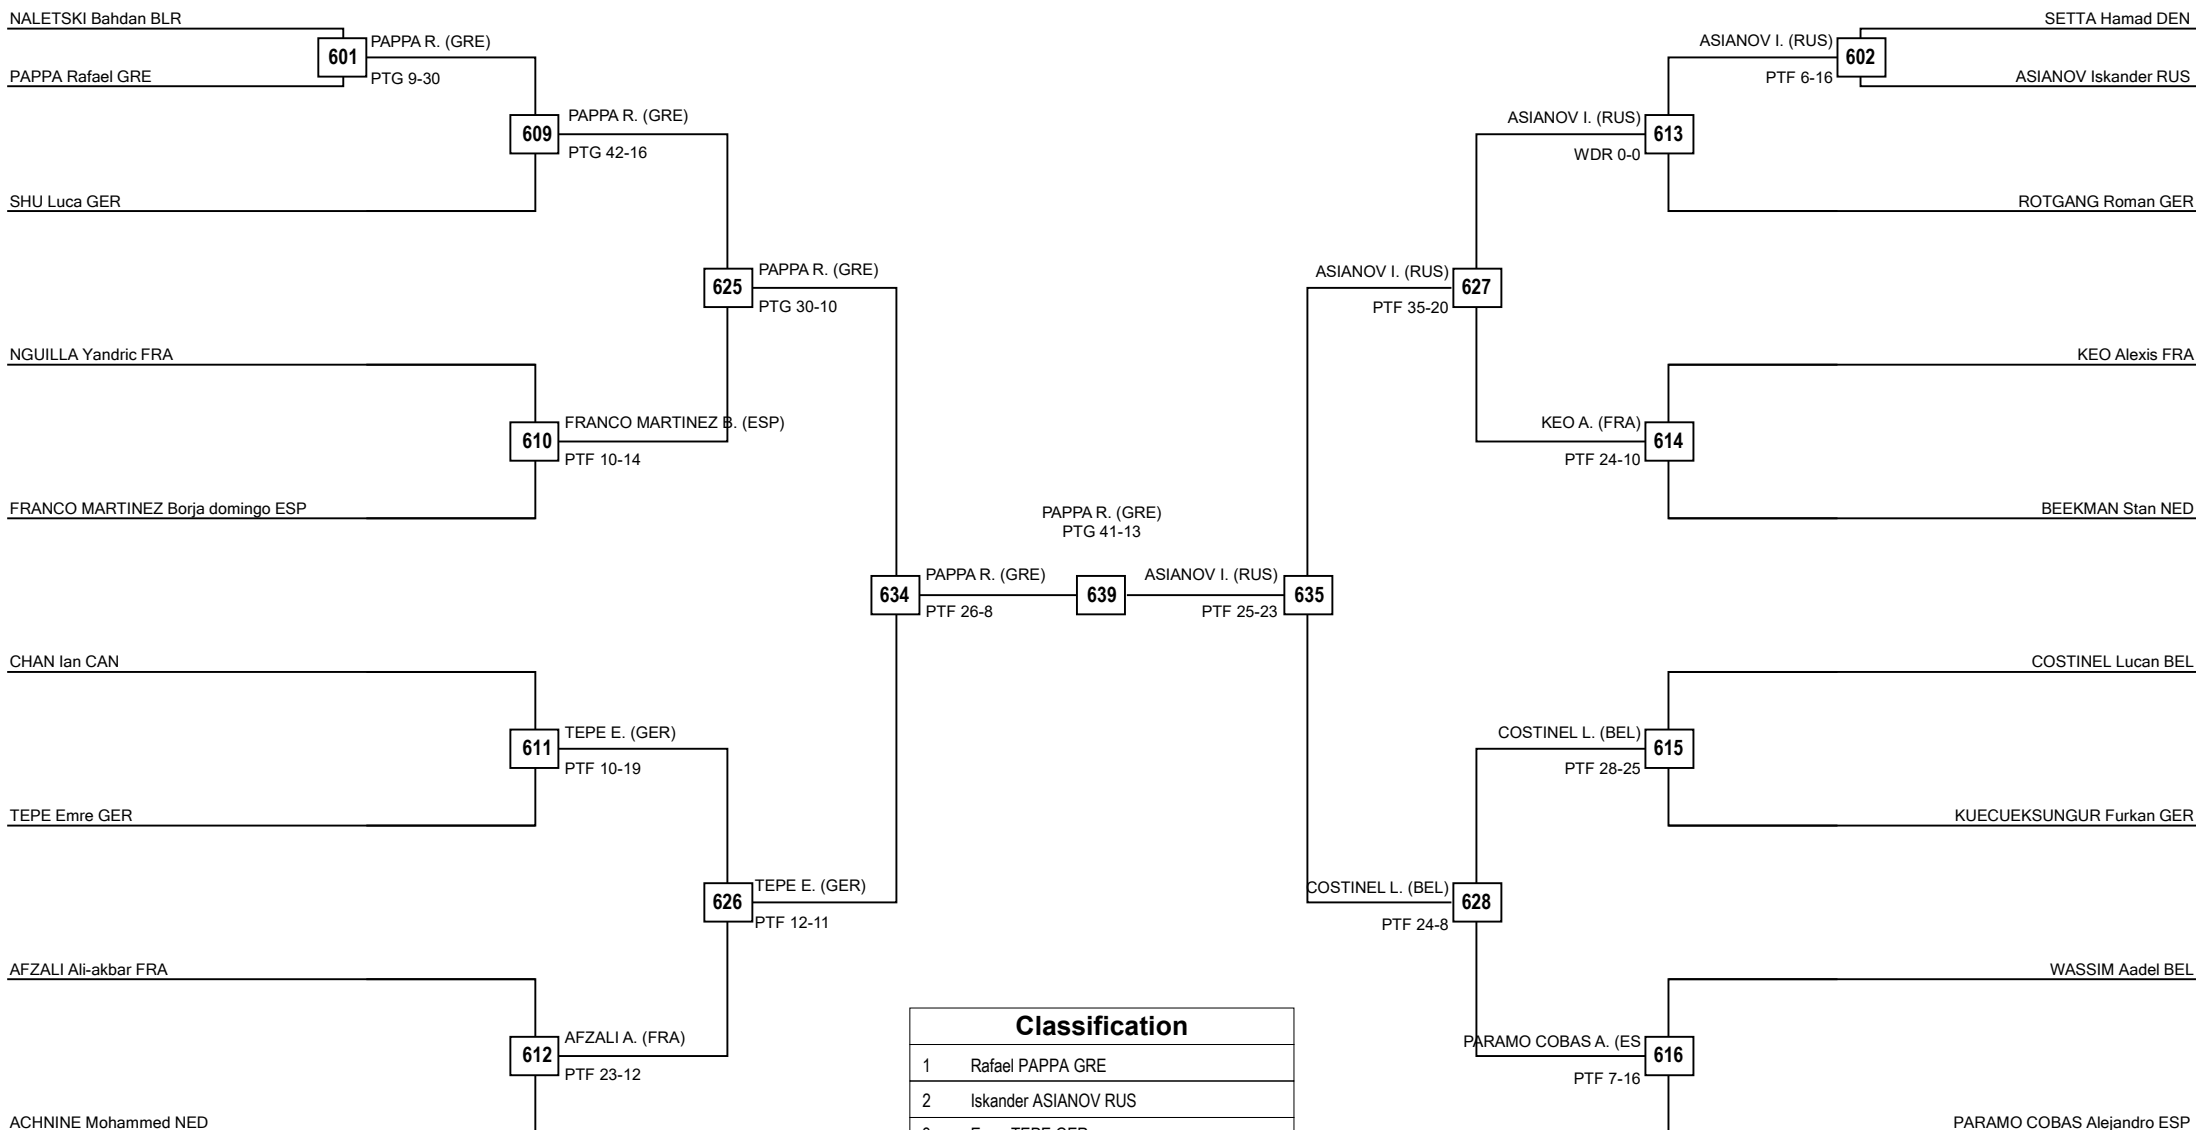 NALETSKI Bahdan BLR
SETTA Hamad DEN
601
PAPPA R. (GRE)
ASIANOV I. (RUS)
602
PAPPA Rafael GRE
PTG 9-30
PTF 6-16
ASIANOV Iskander RUS
609
PAPPA R. (GRE)
PTG 42-16
ASIANOV I. (RUS)
613
WDR 0-0
SHU Luca GER
ROTGANG Roman GER
625
PAPPA R. (GRE)
PTG 30-10
ASIANOV I. (RUS)
627
PTF 35-20
NGUILLA Yandric FRA
KEO Alexis FRA
610
FRANCO MARTINEZ B. (ESP)
PTF 10-14
KEO A. (FRA)
614
PTF 24-10
FRANCO MARTINEZ Borja domingo ESP
BEEKMAN Stan NED
PAPPA R. (GRE)
PTG 41-13
634
PAPPA R. (GRE)
PTF 26-8
639
ASIANOV I. (RUS)
PTF 25-23
635
CHAN Ian CAN
COSTINEL Lucan BEL
611
TEPE E. (GER)
PTF 10-19
COSTINEL L. (BEL)
615
PTF 28-25
TEPE Emre GER
KUECUEKSUNGUR Furkan GER
626
TEPE E. (GER)
PTF 12-11
COSTINEL L. (BEL)
628
PTF 24-8
AFZALI Ali-akbar FRA
WASSIM Aadel BEL
612
AFZALI A. (FRA)
PTF 23-12
PARAMO COBAS A. (ES
616
PTF 7-16
Classification
1 Rafael PAPPA GRE
2 Iskander ASIANOV RUS
ACHNINE Mohammed NED
PARAMO COBAS Alejandro ESP